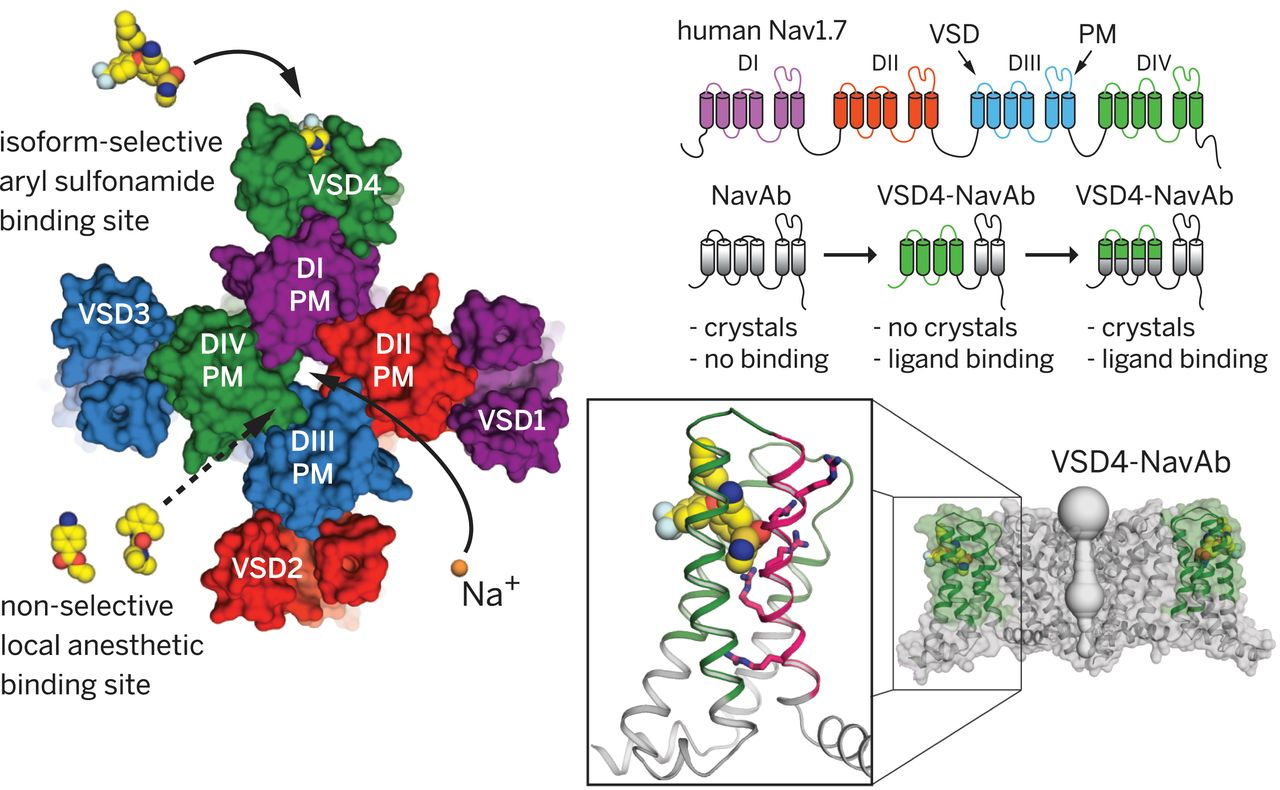 isoform-selective
aryl sulfonamide
binding site
VSD4
DI
PM
VSD3
DIV
PM
DII
PM
VSD1
DIII
PM
VSD2
Na+
non-selective
local anesthetic
binding site
human Nav1.7
VSD
PM
DI
DII
DIII
DIV
NavAb
VSD4-NavAb
VSD4-NavAb
- crystals
- no binding
- no crystals
- ligand binding
- crystals
- ligand binding
VSD4-NavAb